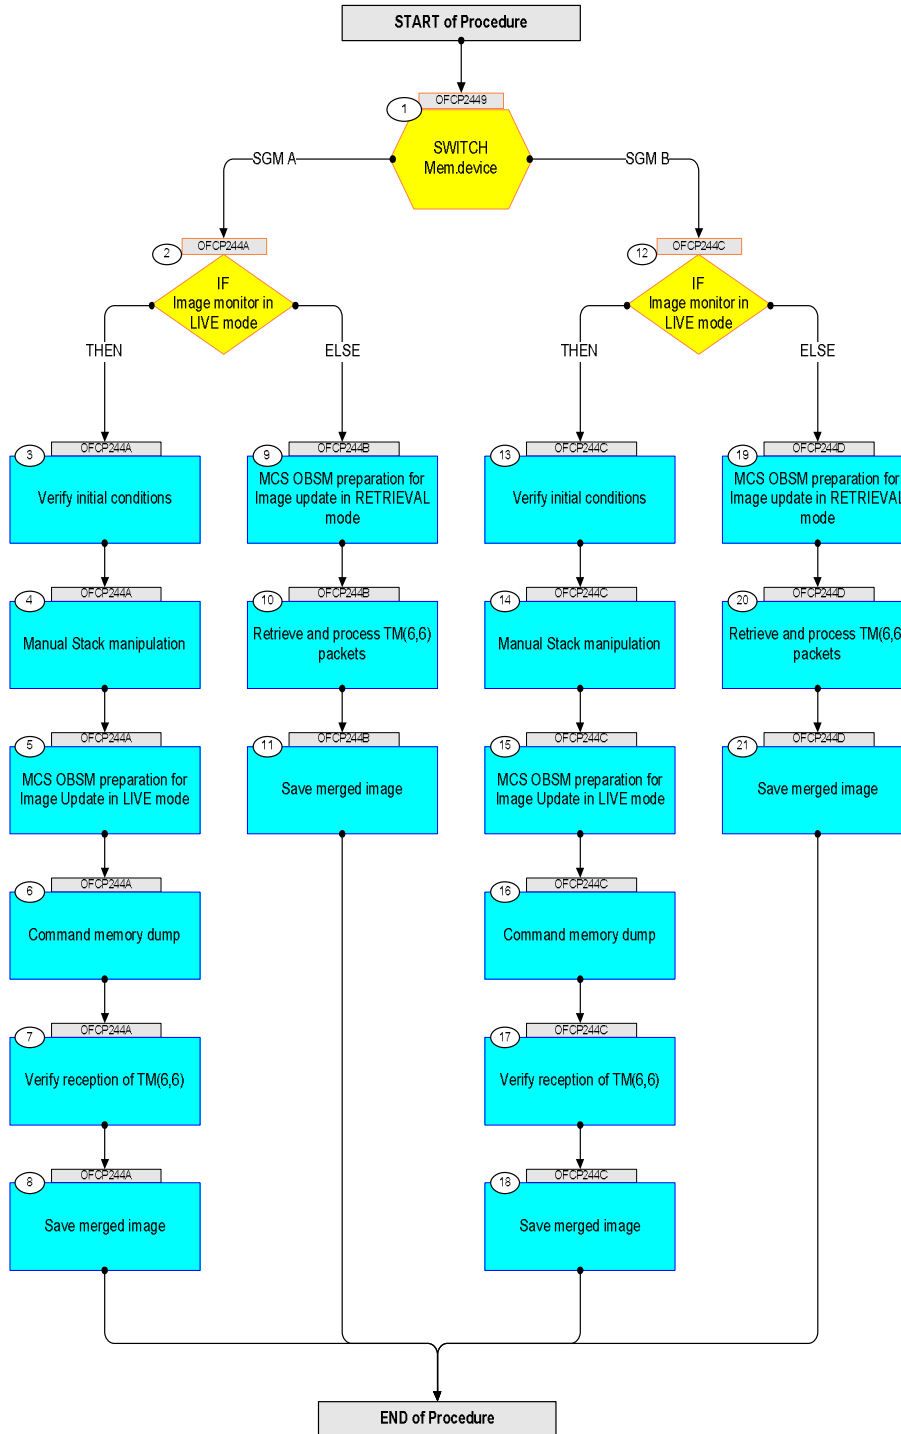 START of Procedure
OFCP2449
1
SWITCH
Mem.device
SGM A
SGM B
OFCP244A
2
IF
Image monitor in
LIVE mode
OFCP244C
12
IF
Image monitor in
LIVE mode
THEN
ELSE
THEN
ELSE
OFCP244A
3
Verify initial conditions
OFCP244B
9
MCS OBSM preparation for
Image update in RETRIEVAL
mode
OFCP244C
13
Verify initial conditions
OFCP244D
19
MCS OBSM preparation for
Image update in RETRIEVAL
mode
OFCP244A
4
Manual Stack manipulation
OFCP244B
10
Retrieve and process TM(6,6)
packets
OFCP244C
14
Manual Stack manipulation
OFCP244D
20
Retrieve and process TM(6,6
packets
OFCP244A
5
MCS OBSM preparation for
Image Update in LIVE mode
OFCP244B
11
Save merged image
OFCP244C
15
MCS OBSM preparation for
Image Update in LIVE mode
OFCP244D
21
Save merged image
OFCP244A
6
Command memory dump
OFCP244C
16
Command memory dump
OFCP244A
7
Verify reception of TM(6,6)
OFCP244C
17
Verify reception of TM(6,6)
OFCP244A
8
Save merged image
OFCP244C
18
Save merged image
END of Procedure